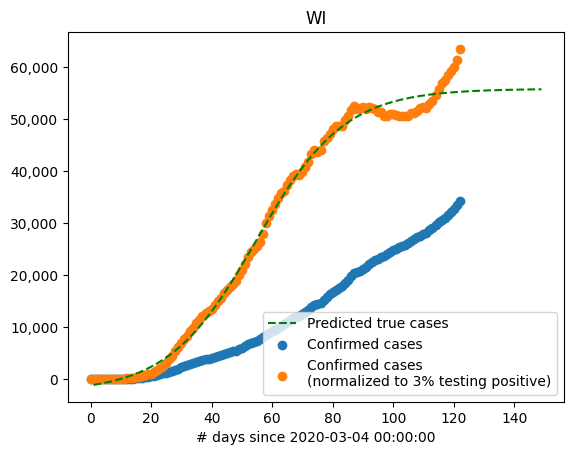 WI
60,000
50,000
40,000
30,000
20,000
10,000
0
Predicted true cases
Confirmed cases
Confirmed cases
(normalized to 3% testing positive)
0 20 40 60 80 100 120 140
# days since 2020-03-04 00:00:00